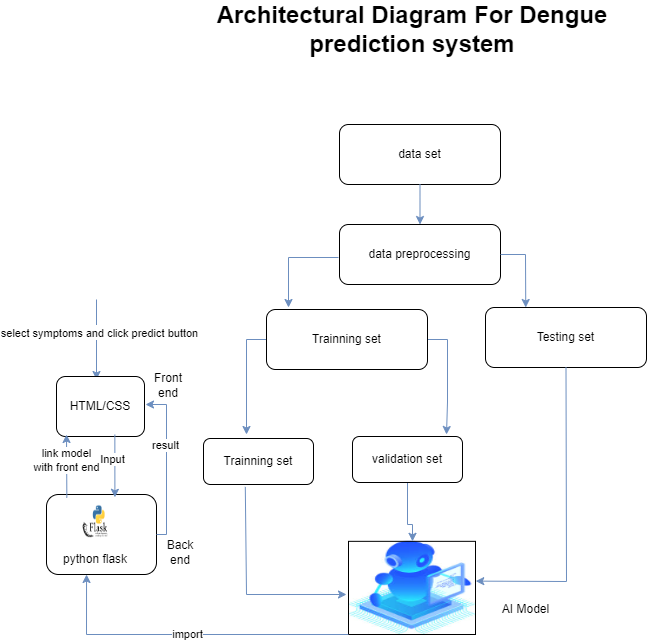 Architectural Diagram For Dengue
prediction system
data set
data preprocessing
Trainning set
Testing set
select symptoms and click predict button
Front
end
HTML/CSS
link model
with front end
Input
result
Trainning set
validation set
Flask
python flask
Back
end
AI Model
import